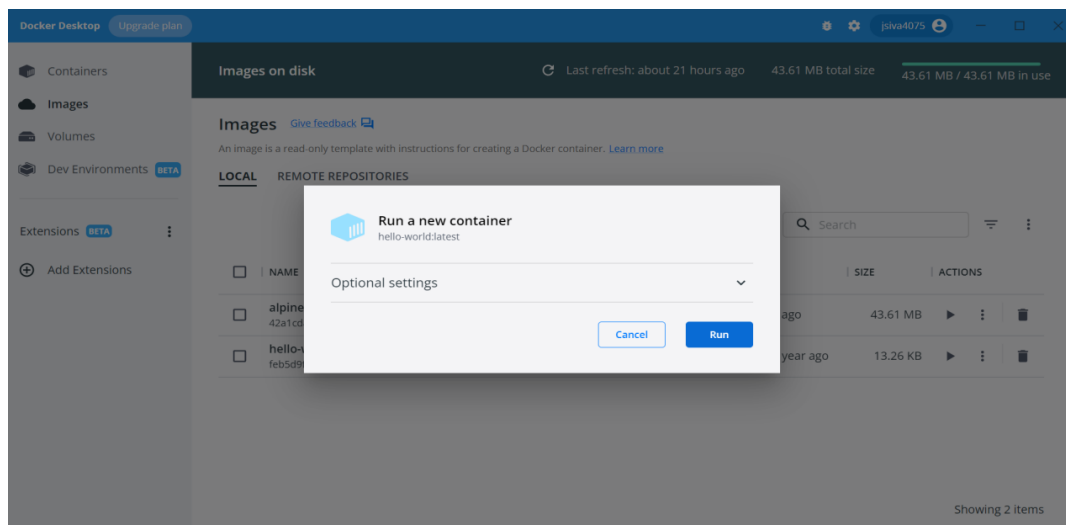 Docker Desktop Upgrade plan jsiva4075
Containers
Images
Volumes
Dev Environments BETA
Extensions BETA
Add Extensions
Images on disk Last refresh: about 21 hours ago 43.61 MB total size 43.61 MB / 43.61 MB in use
Images Give feedback
An image is a read-only template with instructions for creating a Docker container. Learn more
LOCAL REMOTE REPOSITORIES
Search
NAME SIZE ACTIONS
alpine ago 43.61 MB
42a1cd
hello-w year ago 13.26 KB
feb5d9
Run a new container
hello-world:latest
Optional settings
Cancel Run
Showing 2 items